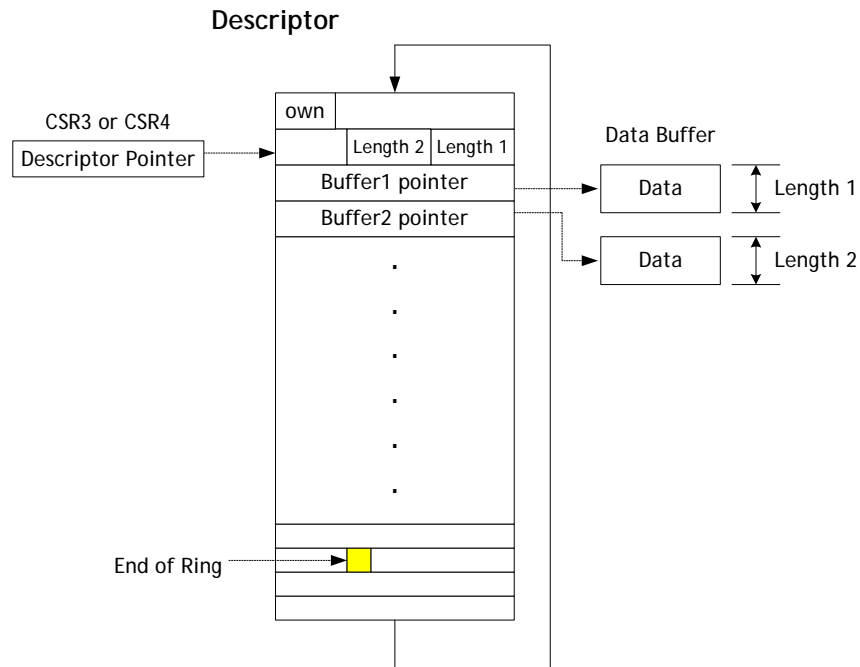 Descriptor
own
CSR3 or CSR4
Descriptor Pointer
Length 2
Length 1
Data Buffer
Buffer1 pointer
Data
Length 1
Buffer2 pointer
Data
Length 2
End of Ring